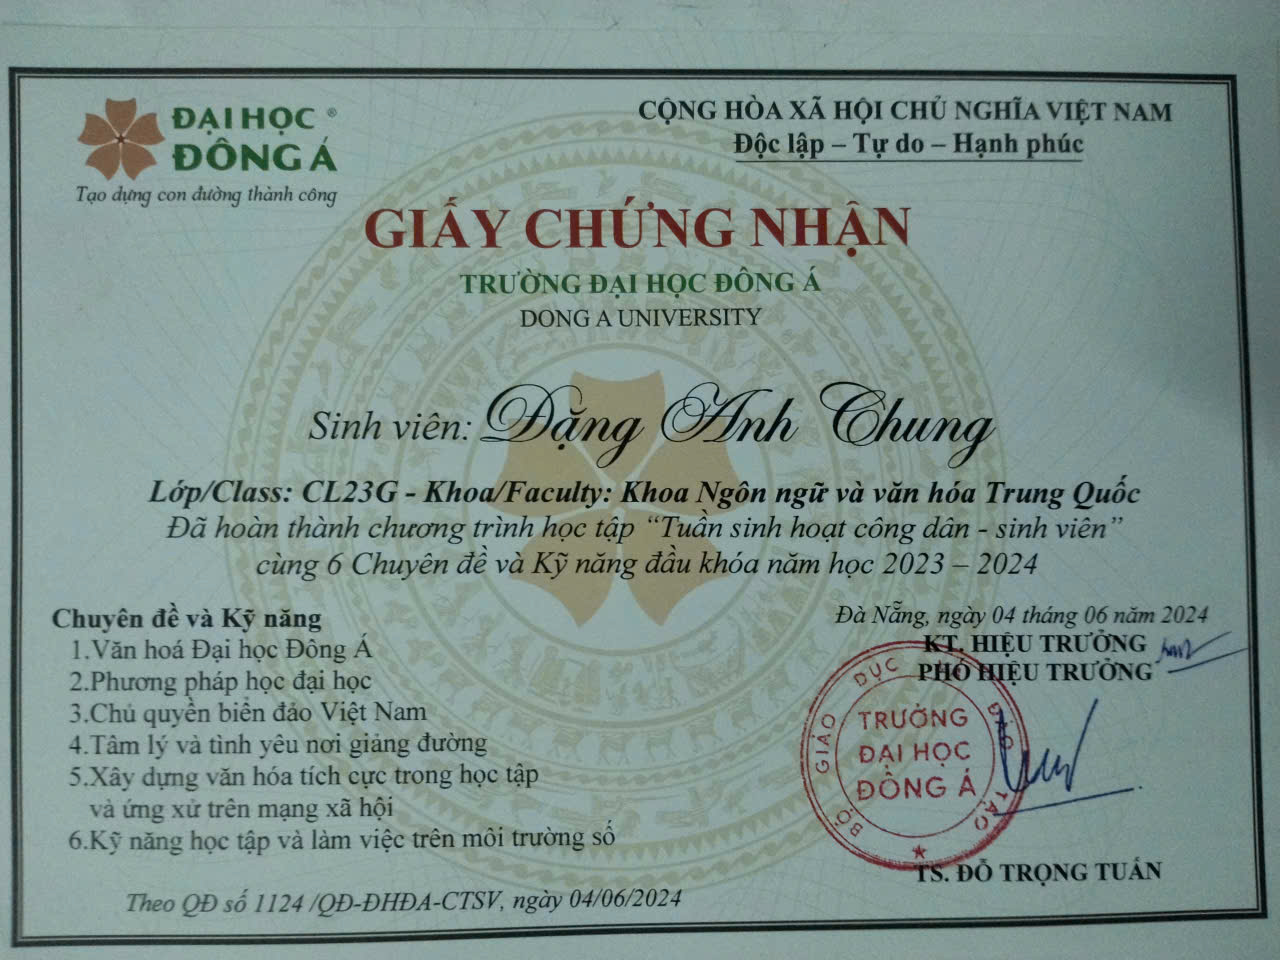 ĐẠI HỌC ®
ĐÔNG Á
Tạo dựng con đường thành công
CỘNG HÒA XÃ HỘI CHỦ NGHĨA VIỆT NAM
Độc lập – Tự do – Hạnh phúc
GIẤY CHỨNG NHẬN
TRƯỜNG ĐẠI HỌC ĐÔNG Á
DONG A UNIVERSITY
Sinh viên: Đặng Anh Chung
Lớp/Class: CL23G - Khoa/Faculty: Khoa Ngôn ngữ và văn hóa Trung Quốc
Đã hoàn thành chương trình học tập “Tuần sinh hoạt công dân - sinh viên”
cùng 6 Chuyên đề và Kỹ năng đầu khóa năm học 2023 – 2024
Chuyên đề và Kỹ năng
1.Văn hoá Đại học Đông Á
2.Phương pháp học đại học
3.Chủ quyền biển đảo Việt Nam
4.Tâm lý và tình yêu nơi giảng đường
5.Xây dựng văn hóa tích cực trong học tập
và ứng xử trên mạng xã hội
6.Kỹ năng học tập và làm việc trên môi trường số
Theo QĐ số 1124 /QĐ-ĐHĐA-CTSV, ngày 04/06/2024
Đà Nẵng, ngày 04 tháng 06 năm 2024
KT. HIỆU TRƯỞNG
PHÓ HIỆU TRƯỞNG
BỘ GIÁO DỤC ĐÀO TẠO
TRƯỜNG
ĐẠI HỌC
ĐÔNG Á
TS. ĐỖ TRỌNG TUẤN